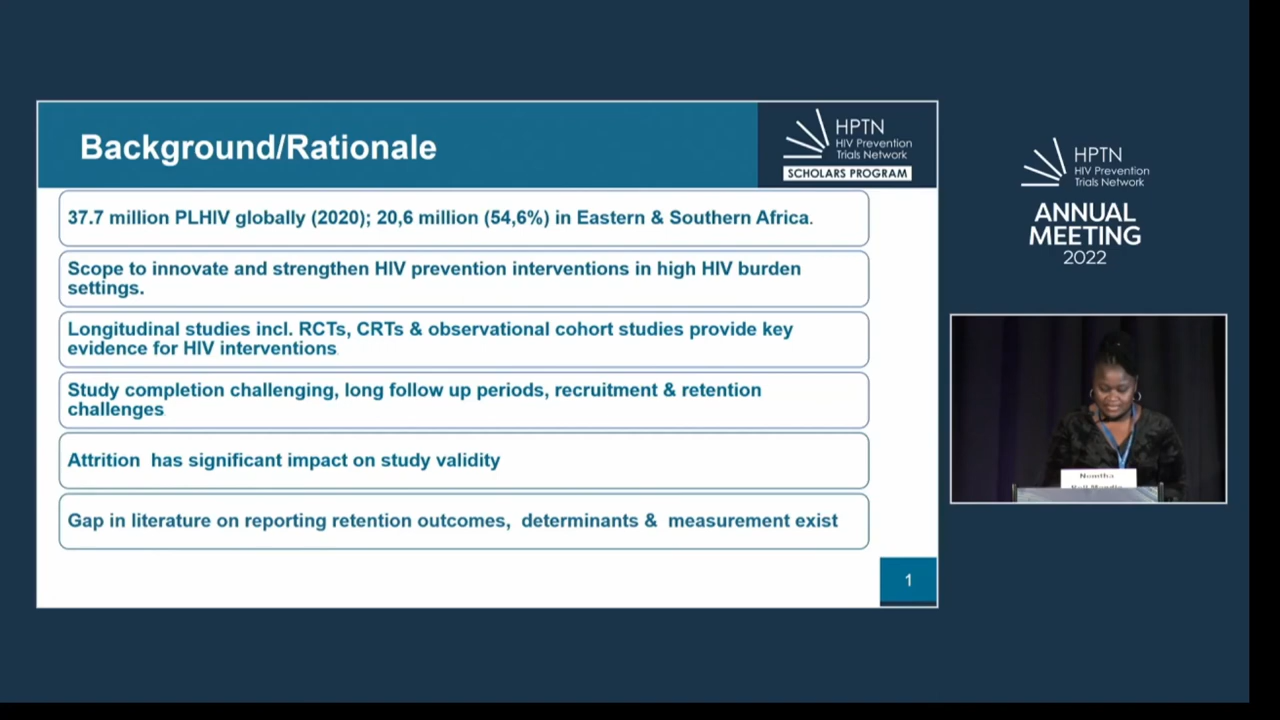 Background/Rationale
HPTN
HIV Prevention
Trials Network
SCHOLARS PROGRAM
37.7 million PLHIV globally (2020); 20,6 million (54,6%) in Eastern & Southern Africa.
Scope to innovate and strengthen HIV prevention interventions in high HIV burden
settings.
Longitudinal studies incl. RCTs, CRTs & observational cohort studies provide key
evidence for HIV interventions
Study completion challenging, long follow up periods, recruitment & retention
challenges
Attrition has significant impact on study validity
Gap in literature on reporting retention outcomes, determinants & measurement exist
1
HPTN
HIV Prevention
Trials Network
ANNUAL
MEETING
2022